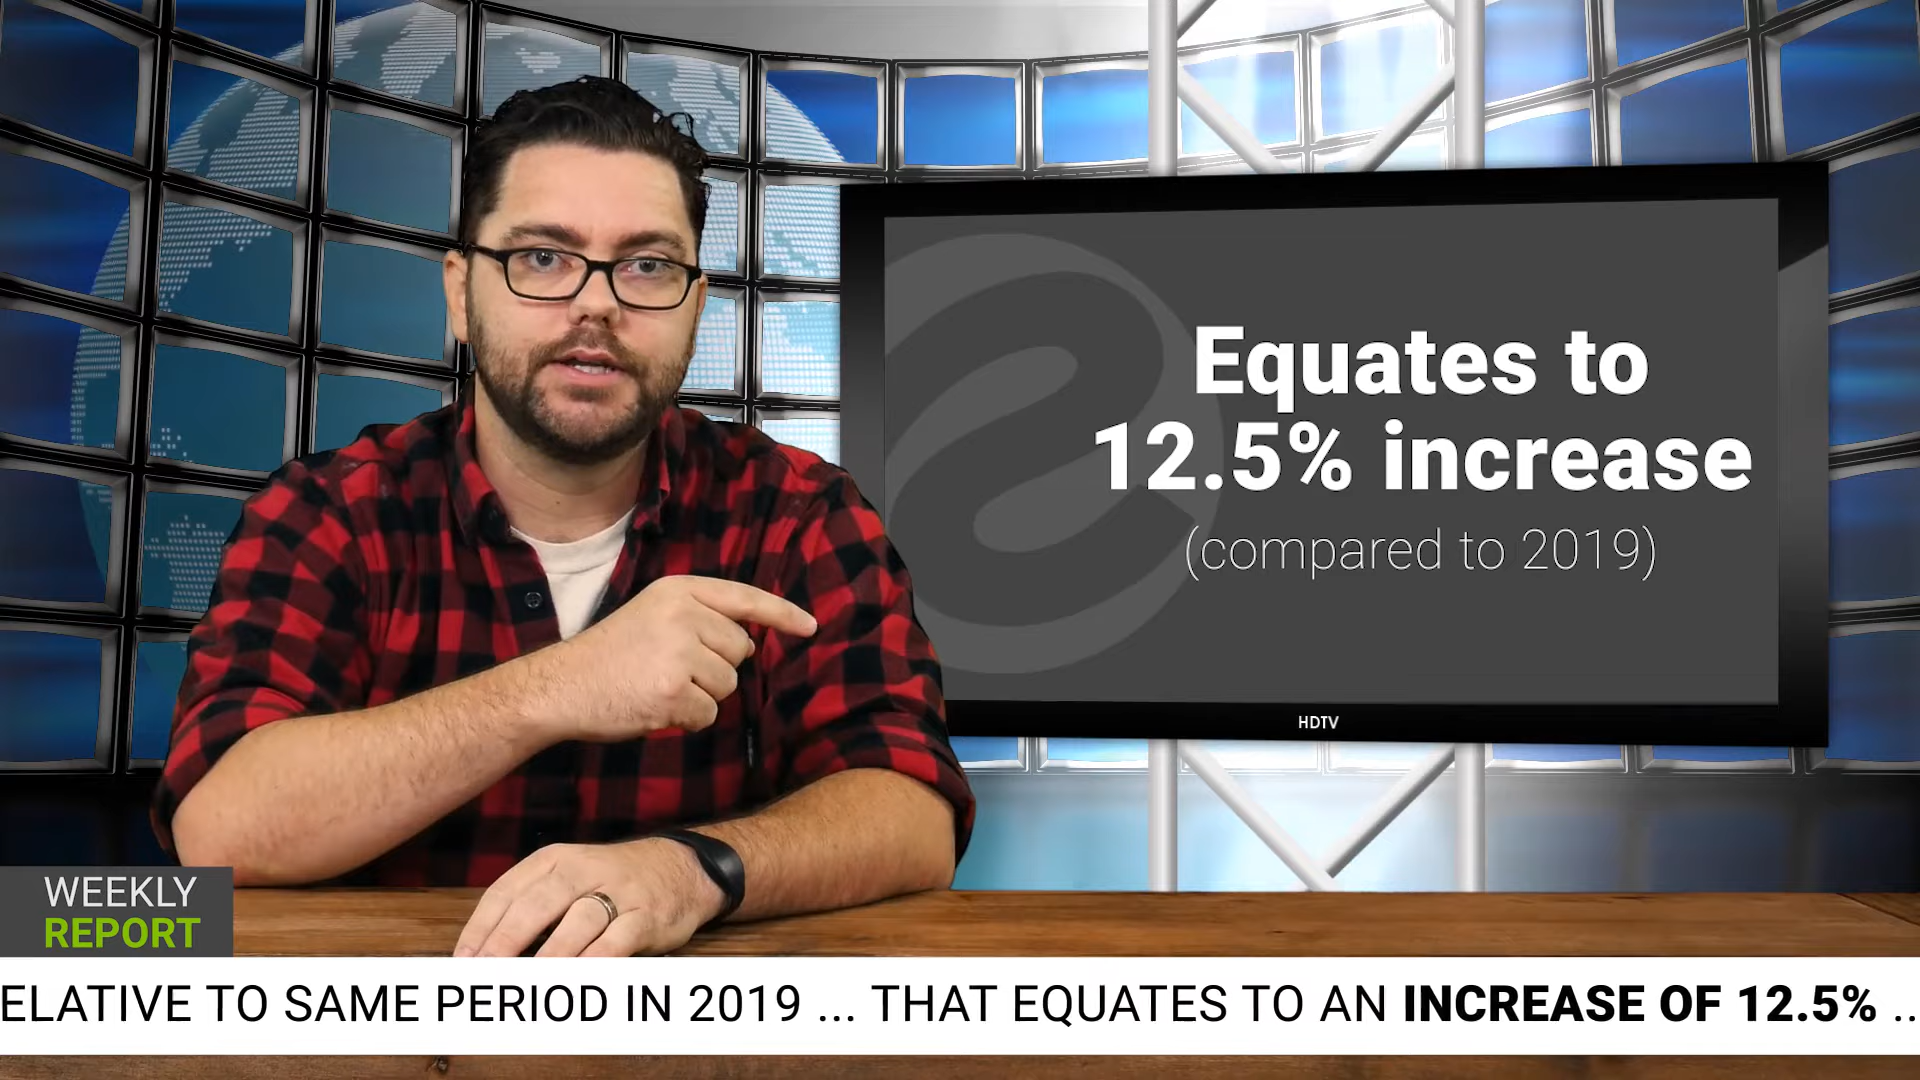 Equates to
12.5% increase
(compared to 2019)
HDTV
WEEKLY
REPORT
ELATIVE TO SAME PERIOD IN 2019 ... THAT EQUATES TO AN INCREASE OF 12.5% ..